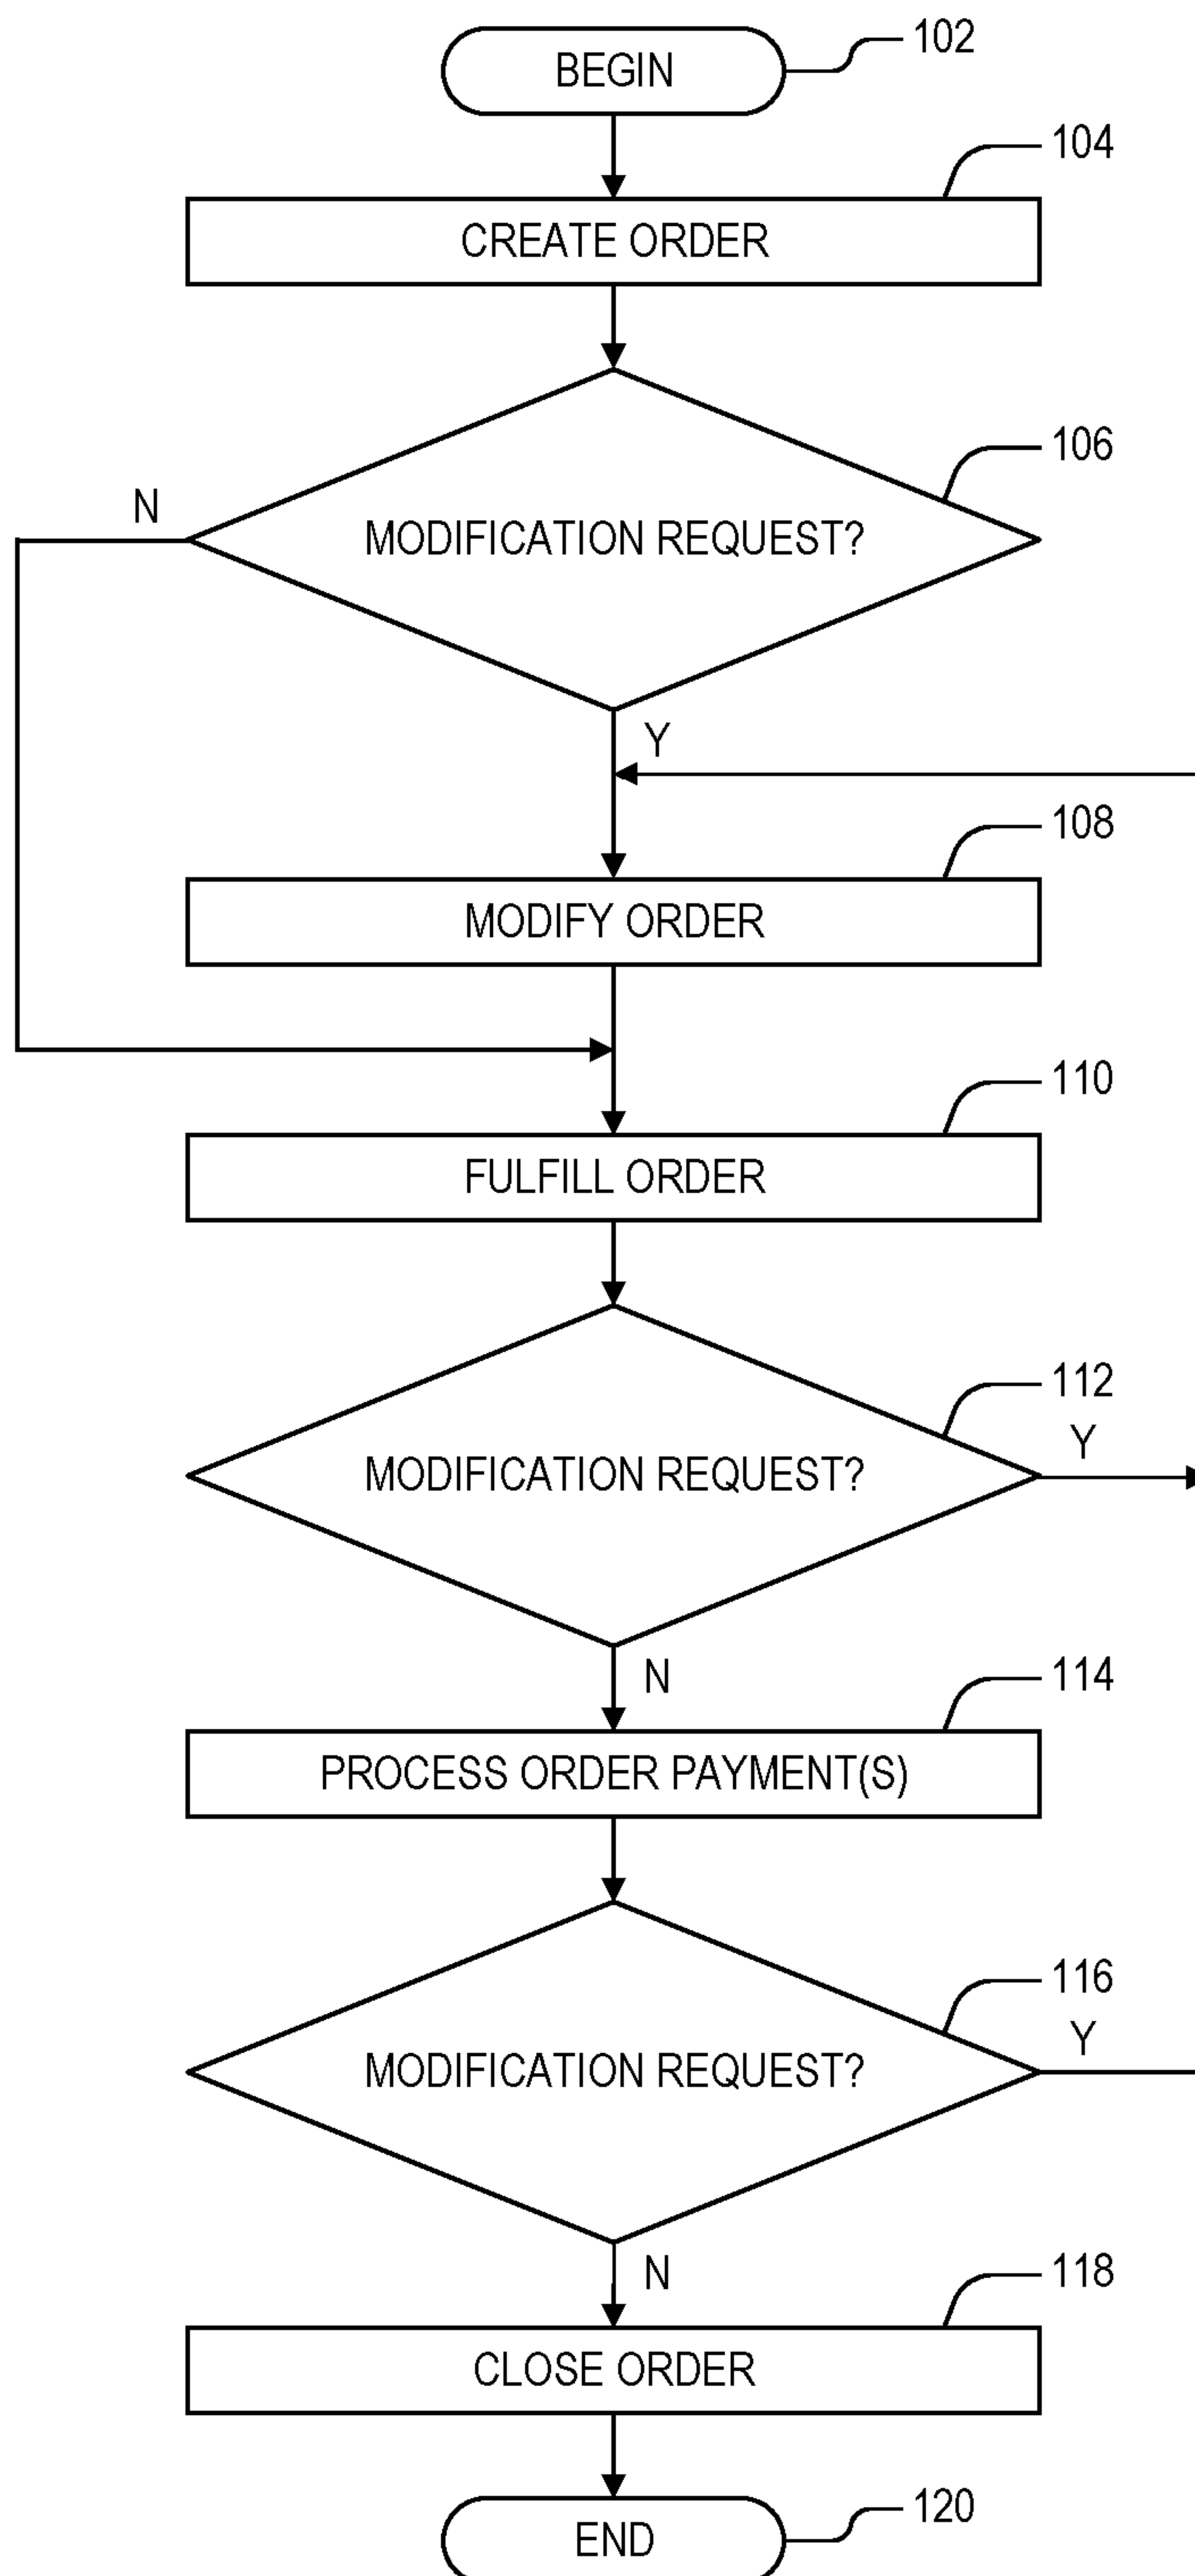 102
BEGIN
104
CREATE ORDER
106
N
MODIFICATION REQUEST?
Y
108
MODIFY ORDER
110
FULFILL ORDER
112
Y
MODIFICATION REQUEST?
N
114
PROCESS ORDER PAYMENT(S)
116
Y
MODIFICATION REQUEST?
N
118
CLOSE ORDER
120
END